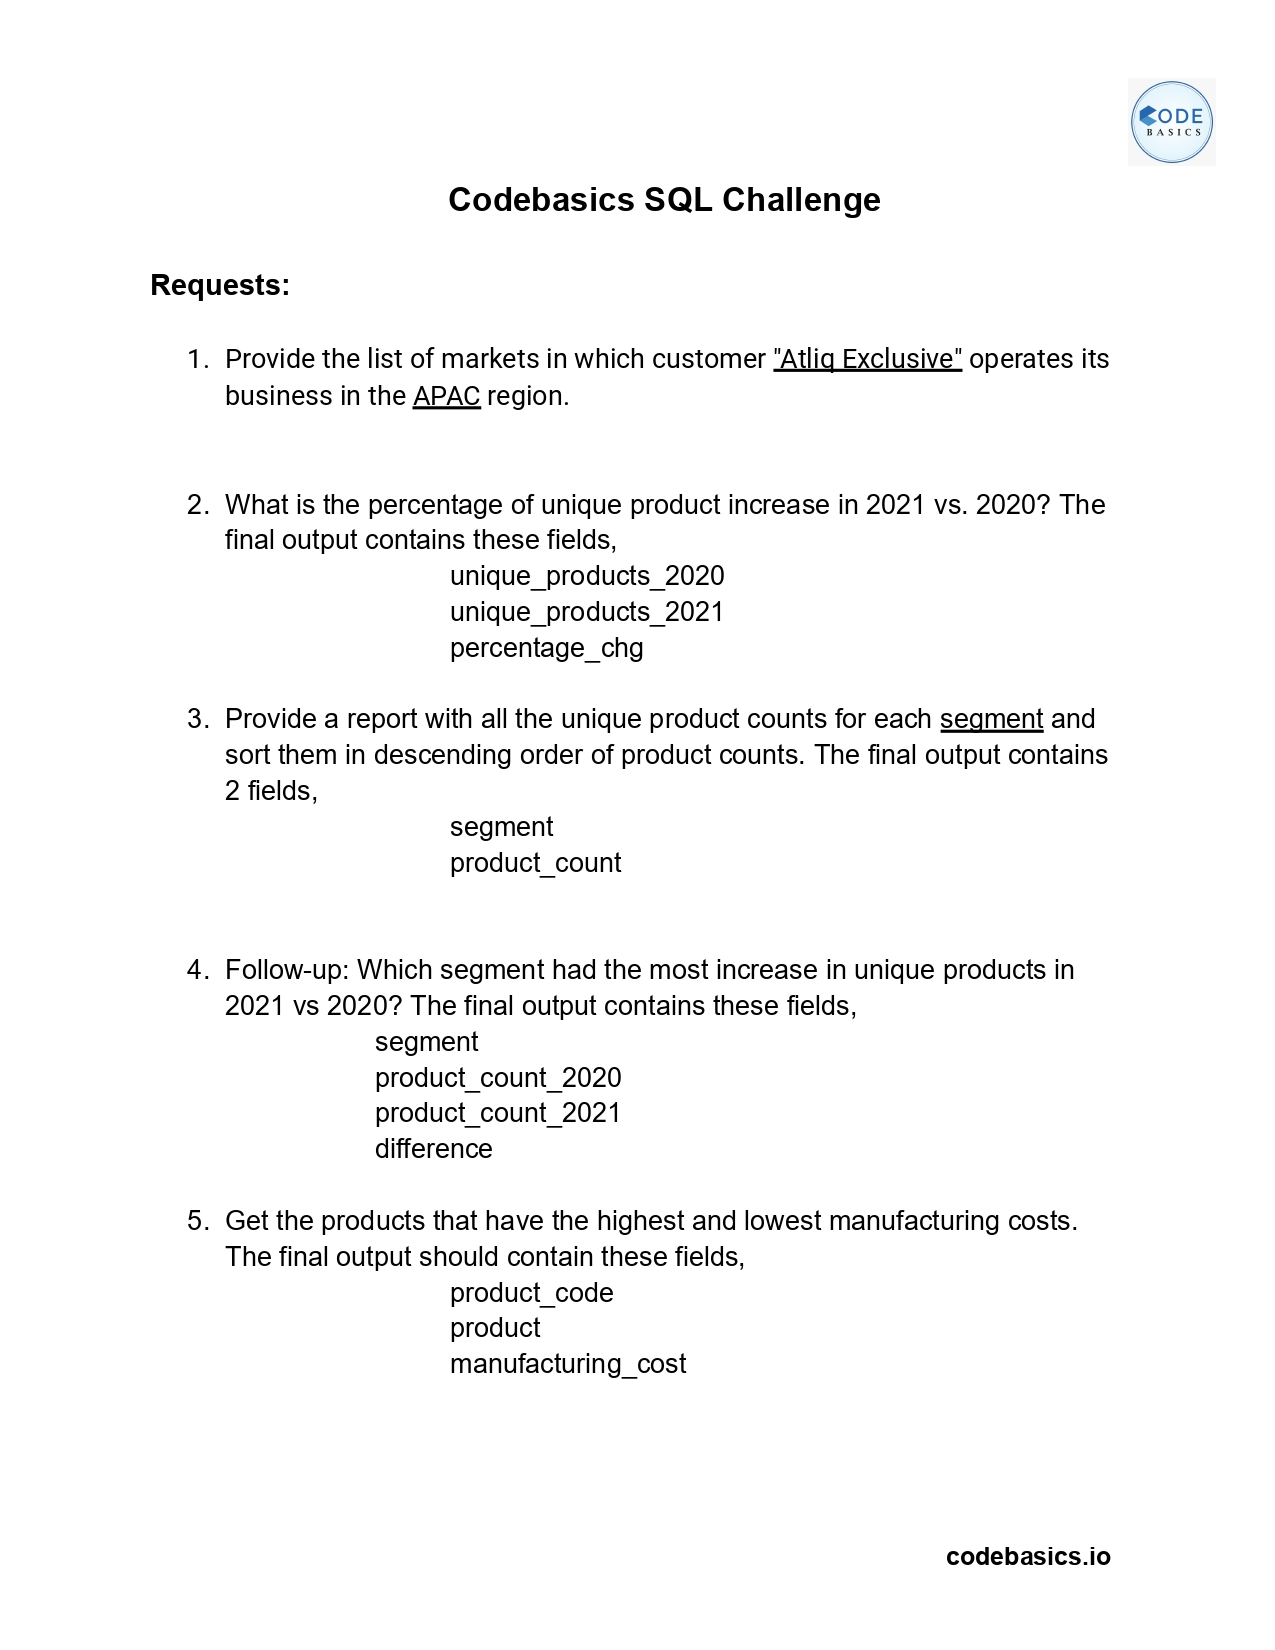 CODE
BASICS
Codebasics SQL Challenge
Requests:
1. Provide the list of markets in which customer "Atliq Exclusive" operates its
business in the APAC region.
2. What is the percentage of unique product increase in 2021 vs. 2020? The
final output contains these fields,
unique_products_2020
unique_products_2021
percentage_chg
3. Provide a report with all the unique product counts for each segment and
sort them in descending order of product counts. The final output contains
2 fields,
segment
product_count
4. Follow-up: Which segment had the most increase in unique products in
2021 vs 2020? The final output contains these fields,
segment
product_count_2020
product_count_2021
difference
5. Get the products that have the highest and lowest manufacturing costs.
The final output should contain these fields,
product_code
product
manufacturing_cost
codebasics.io